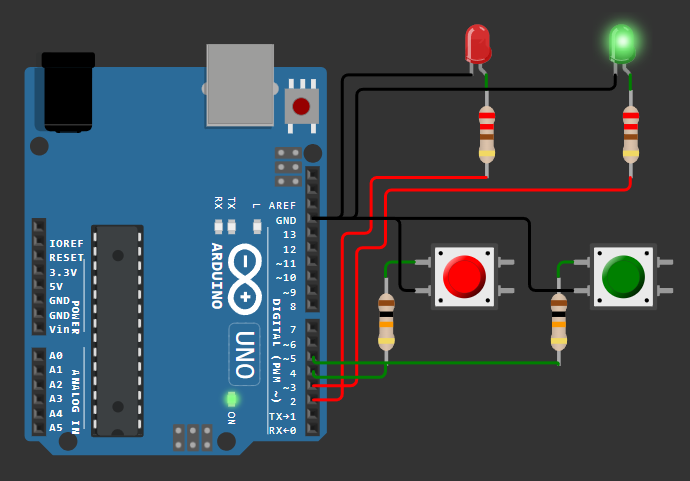 RX
TX
L
AREF
GND
13
12
~11
~10
~9
8
7
~6
~5
4
~3
2
TX→1
RX←0
DIGITAL (PWM ~)
ARDUINO
UNO
ON
IOREF
RESET
3.3V
5V
GND
GND
Vin
POWER
A0
A1
A2
A3
A4
A5
ANALOG IN